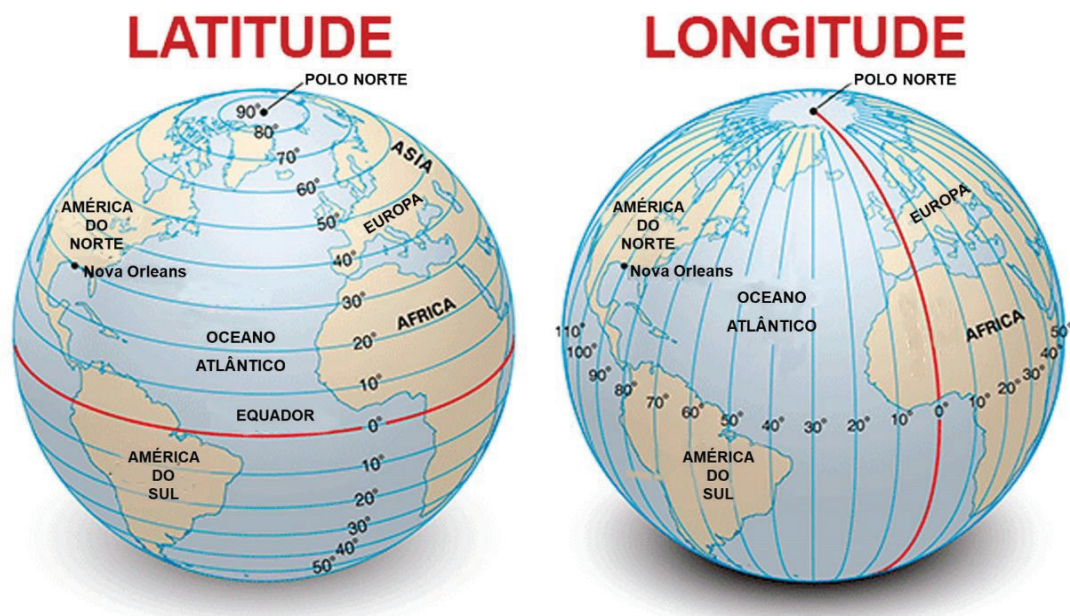 LATITUDE
POLO NORTE
90°
80°
70°
60°
50°
40°
30°
20°
10°
0°
10°
20°
30°
40°
50°
ASIA
EUROPA
AFRICA
AMÉRICA
DO
NORTE
Nova Orleans
OCEANO
ATLÂNTICO
EQUADOR
AMÉRICA
DO
SUL
LONGITUDE
POLO NORTE
AMÉRICA
DO
NORTE
Nova Orleans
EUROPA
OCEANO
ATLÂNTICO
AFRICA
110°
100°
90°
80°
70°
60°
50°
40°
30°
20°
10°
0°
10°
20°
30°
40°
50°
AMÉRICA
DO
SUL